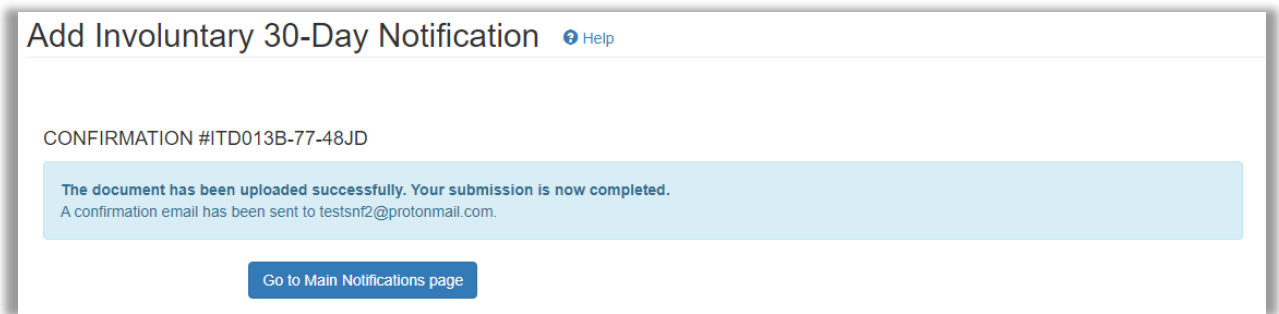 Add Involuntary 30-Day Notification Help
CONFIRMATION #ITD013B-77-48JD
The document has been uploaded successfully. Your submission is now completed.
A confirmation email has been sent to testsnf2@protonmail.com.
Go to Main Notifications page